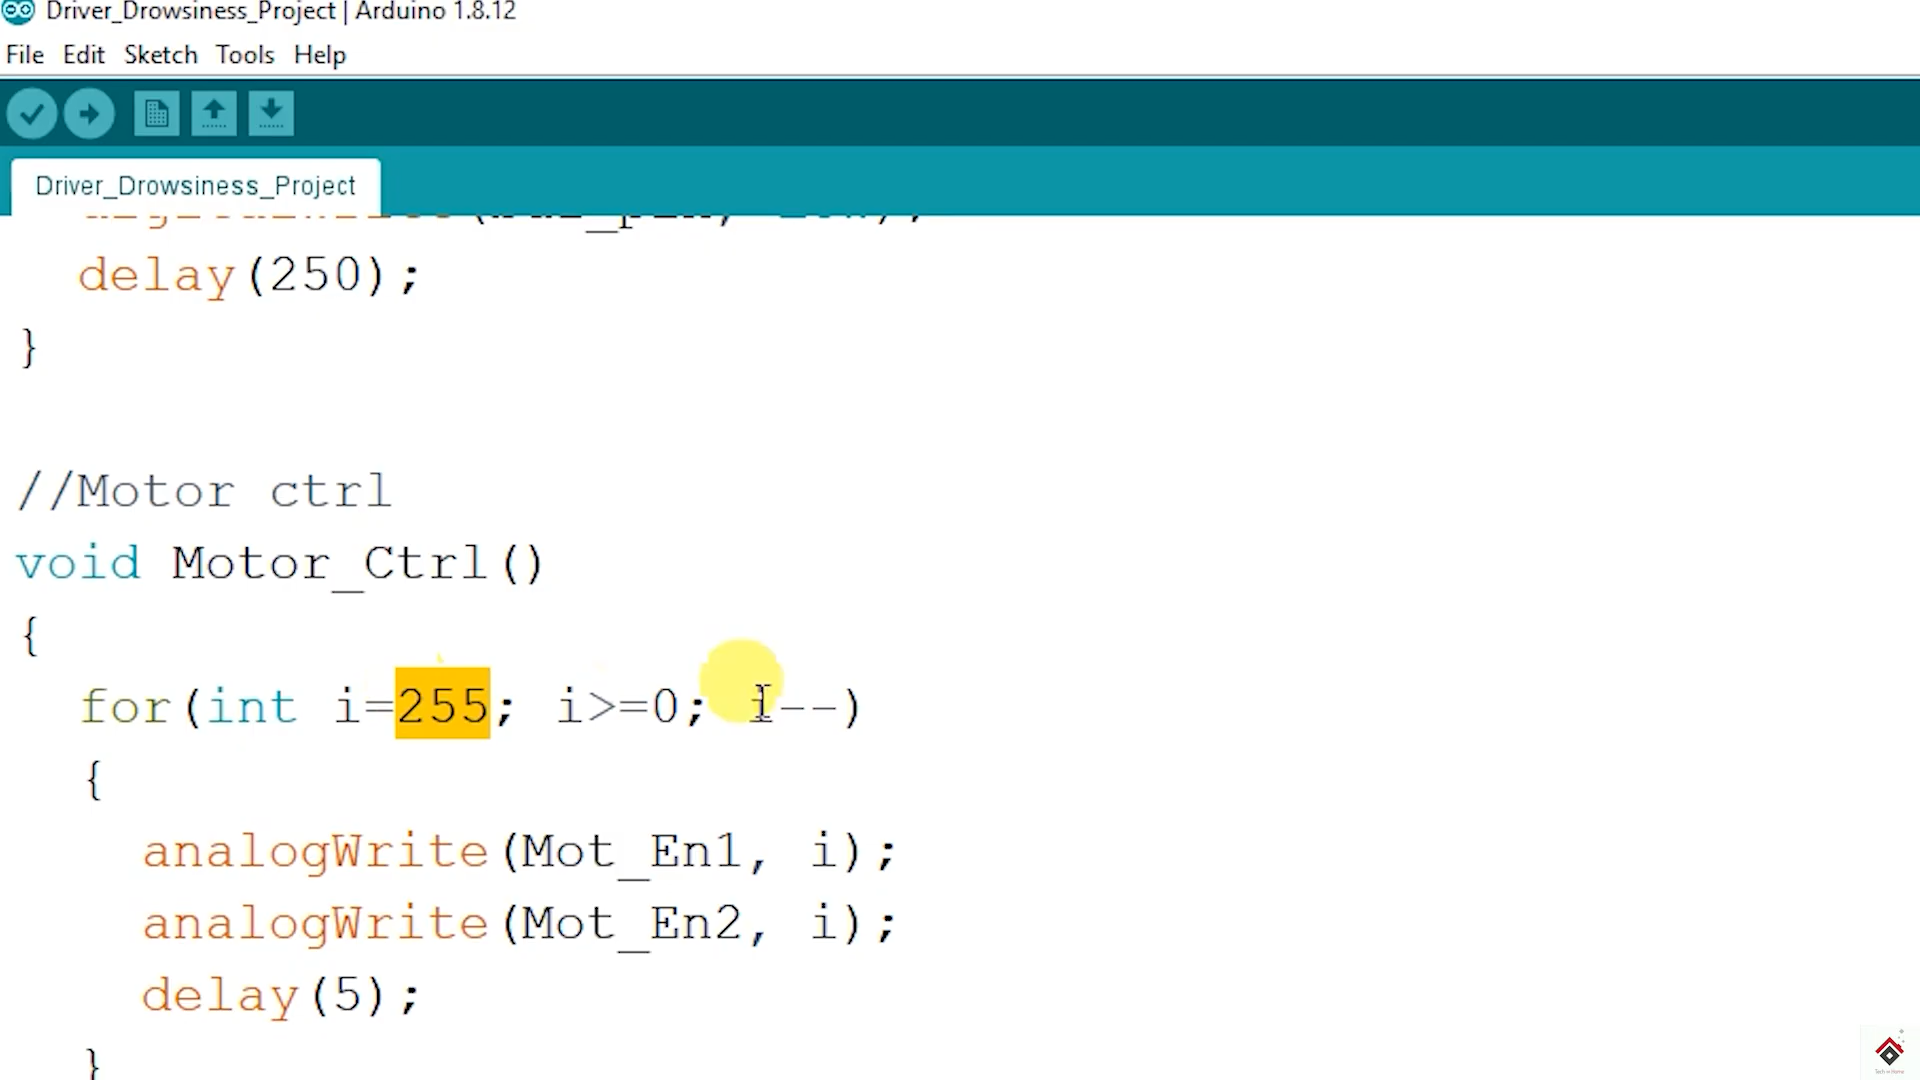 Driver_Drowsiness_Project | Arduino 1.8.12
File Edit Sketch Tools Help
Driver_Drowsiness_Project
delay(250);
}
//Motor ctrl
void Motor_Ctrl()
{
for(int i=255; i>=0; i--)
{
analogWrite(Mot_En1, i);
analogWrite(Mot_En2, i);
delay(5);
}